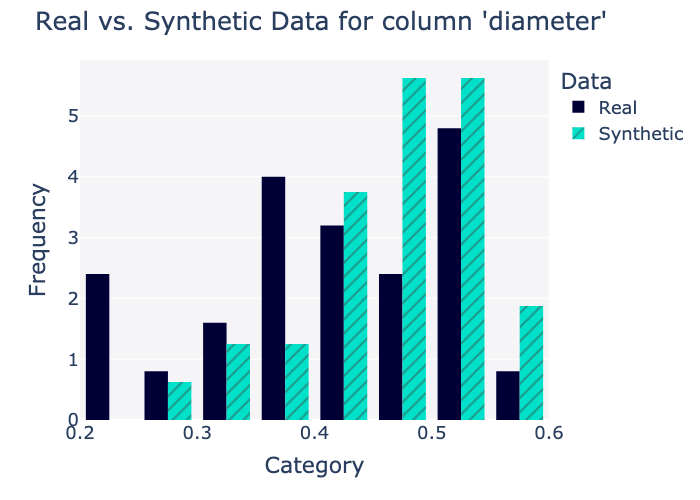 Real vs. Synthetic Data for column 'diameter'
Data
Real
Synthetic
Frequency
5
4
3
2
1
0
0.2
0.3
0.4
0.5
0.6
Category